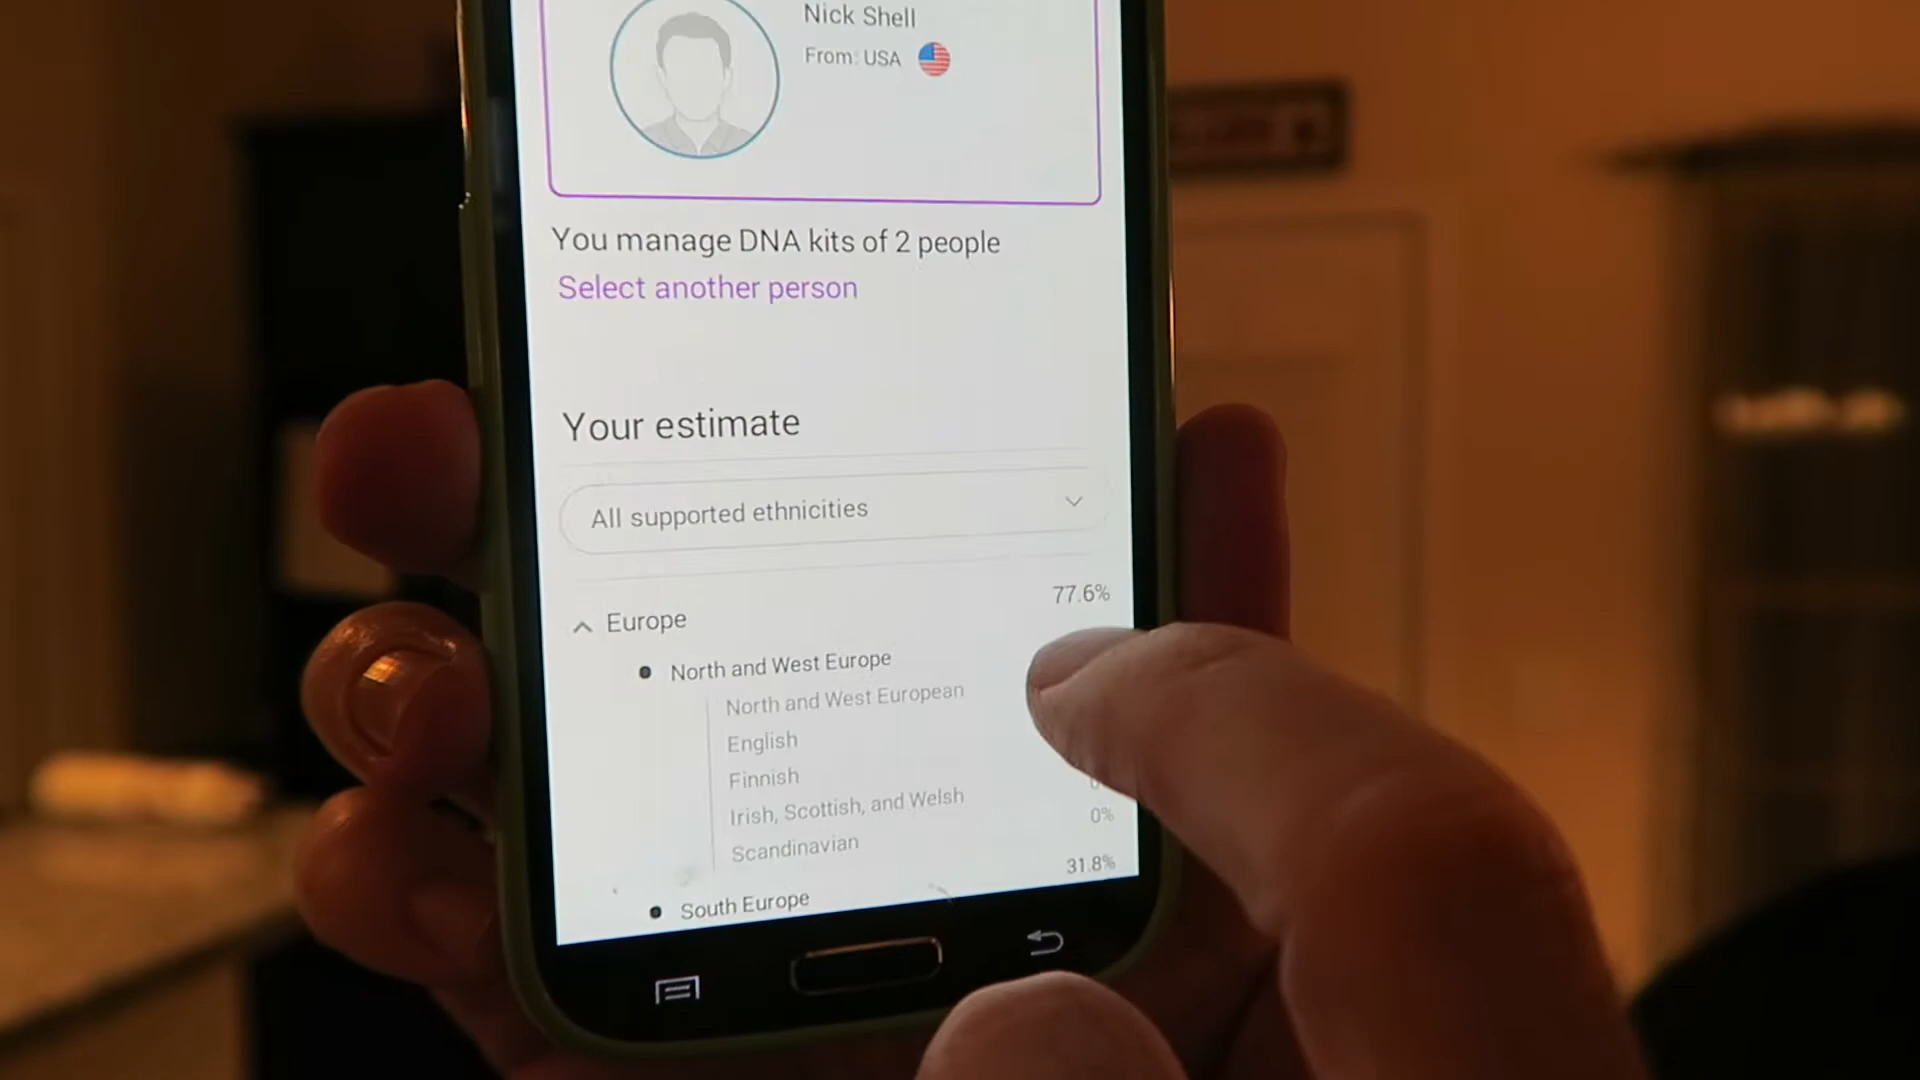 Nick Shell
From: USA
You manage DNA kits of 2 people
Select another person
Your estimate
All supported ethnicities
Europe 77.6%
North and West Europe
North and West European
English
Finnish
Irish, Scottish, and Welsh
Scandinavian 0%
South Europe 31.8%